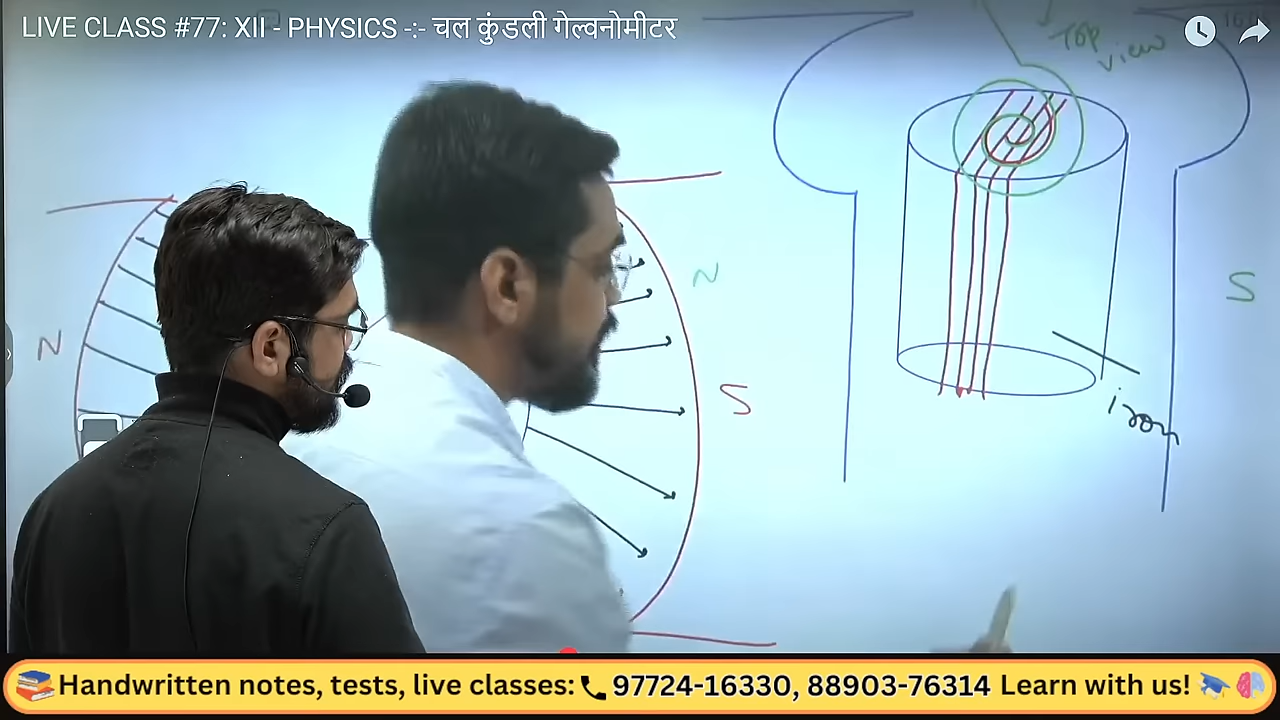 LIVE CLASS #77: XII - PHYSICS -:- चल कुंडली गेल्वनोमीटर
Top
view
N
N
S
S
iron
Handwritten notes, tests, live classes: 97724-16330, 88903-76314 Learn with us!